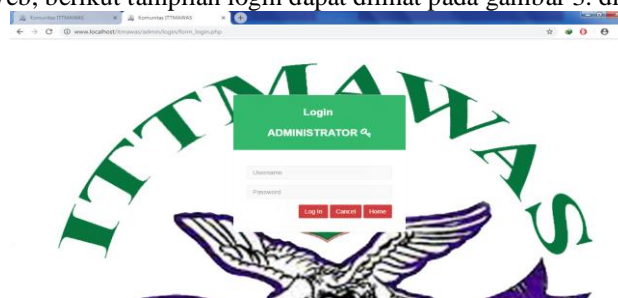 web, berikut tampilan login dapat dilihat pada gambar 3. di
Komunitas ITTMAWAS
Komunitas ITTMAWAS
www.localhost/ittmawas/admin/login/form_login.php
ITTMAWAS
Login
ADMINISTRATOR
Username
Password
Log In Cancel Home